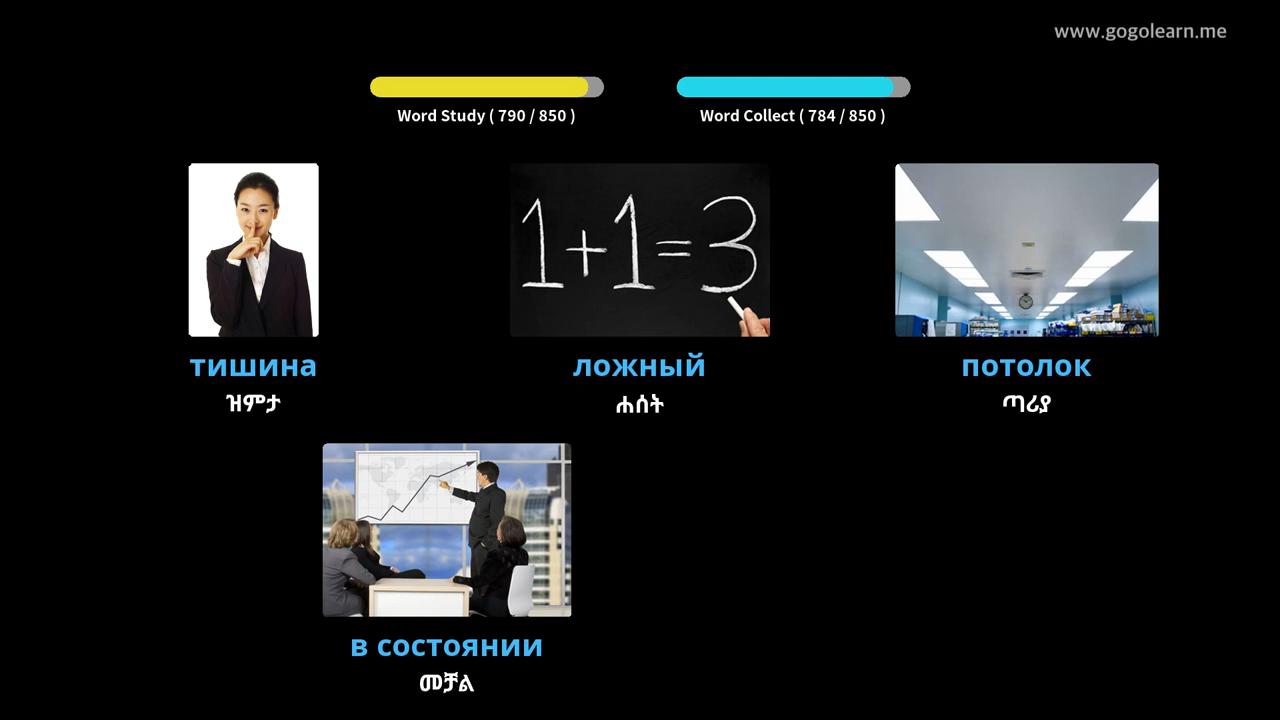 www.gogolearn.me
Word Study ( 790 / 850 )
Word Collect ( 784 / 850 )
1+1=3
тишина
ዝምታ
ложный
ሐሰት
потолок
ጣሪያ
в состоянии
መቻል